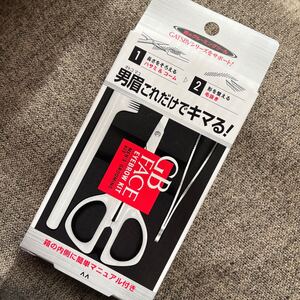 GATSBYシリーズをサポート!
1 長さをそろえる
ハサミ & コーム
2 形を整える
毛抜き
男眉これだけでキマる!
GB
FACE
EYEBROW KIT
箱の内側に簡単マニュアル付き